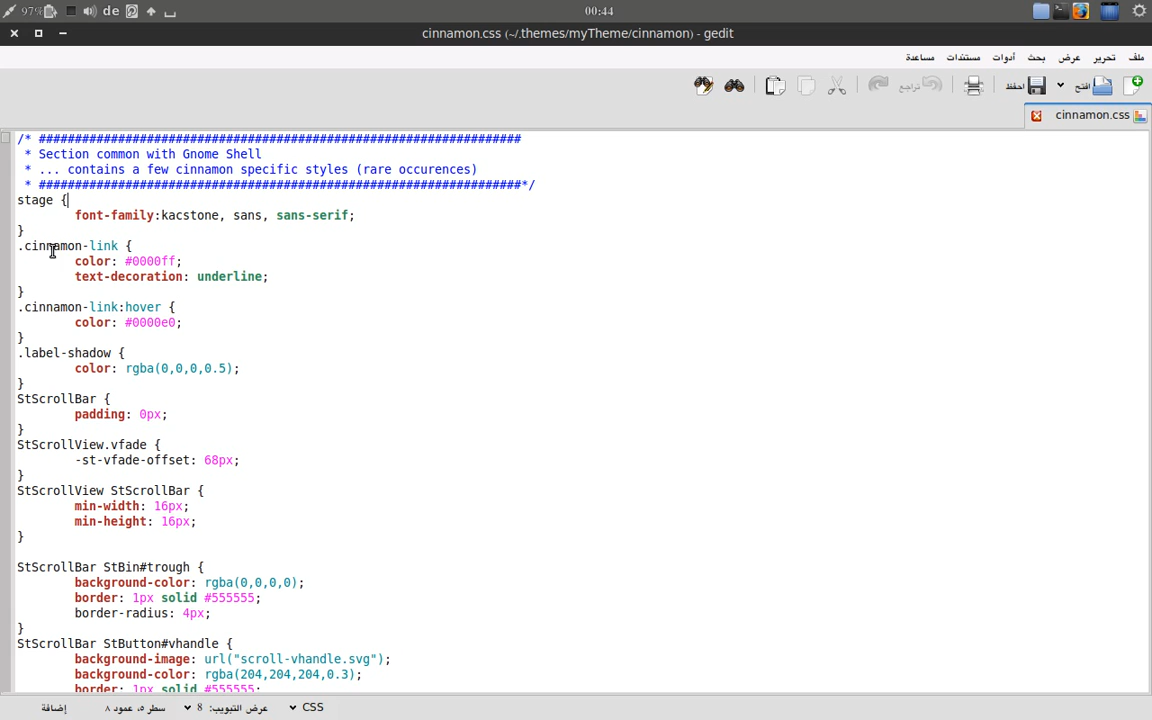 97%
de
00:44
cinnamon.css (~/.themes/myTheme/cinnamon) - gedit
ملف تحرير عرض بحث أدوات مستندات مساعدة
افتح احفظ تراجع
cinnamon.css
/* ###################################################################
 * Section common with Gnome Shell
 * ... contains a few cinnamon specific styles (rare occurences)
 * ###################################################################*/
stage {
	font-family:kacstone, sans, sans-serif;
}
.cinnamon-link {
	color: #0000ff;
	text-decoration: underline;
}
.cinnamon-link:hover {
	color: #0000e0;
}
.label-shadow {
	color: rgba(0,0,0,0.5);
}
StScrollBar {
	padding: 0px;
}
StScrollView.vfade {
	-st-vfade-offset: 68px;
}
StScrollView StScrollBar {
	min-width: 16px;
	min-height: 16px;
}
StScrollBar StBin#trough {
	background-color: rgba(0,0,0,0);
	border: 1px solid #555555;
	border-radius: 4px;
}
StScrollBar StButton#vhandle {
	background-image: url("scroll-vhandle.svg");
	background-color: rgba(204,204,204,0.3);
	border: 1px solid #555555;
CSS عرض التبويب: 8 سطر ٥، عمود ٨ إضافة